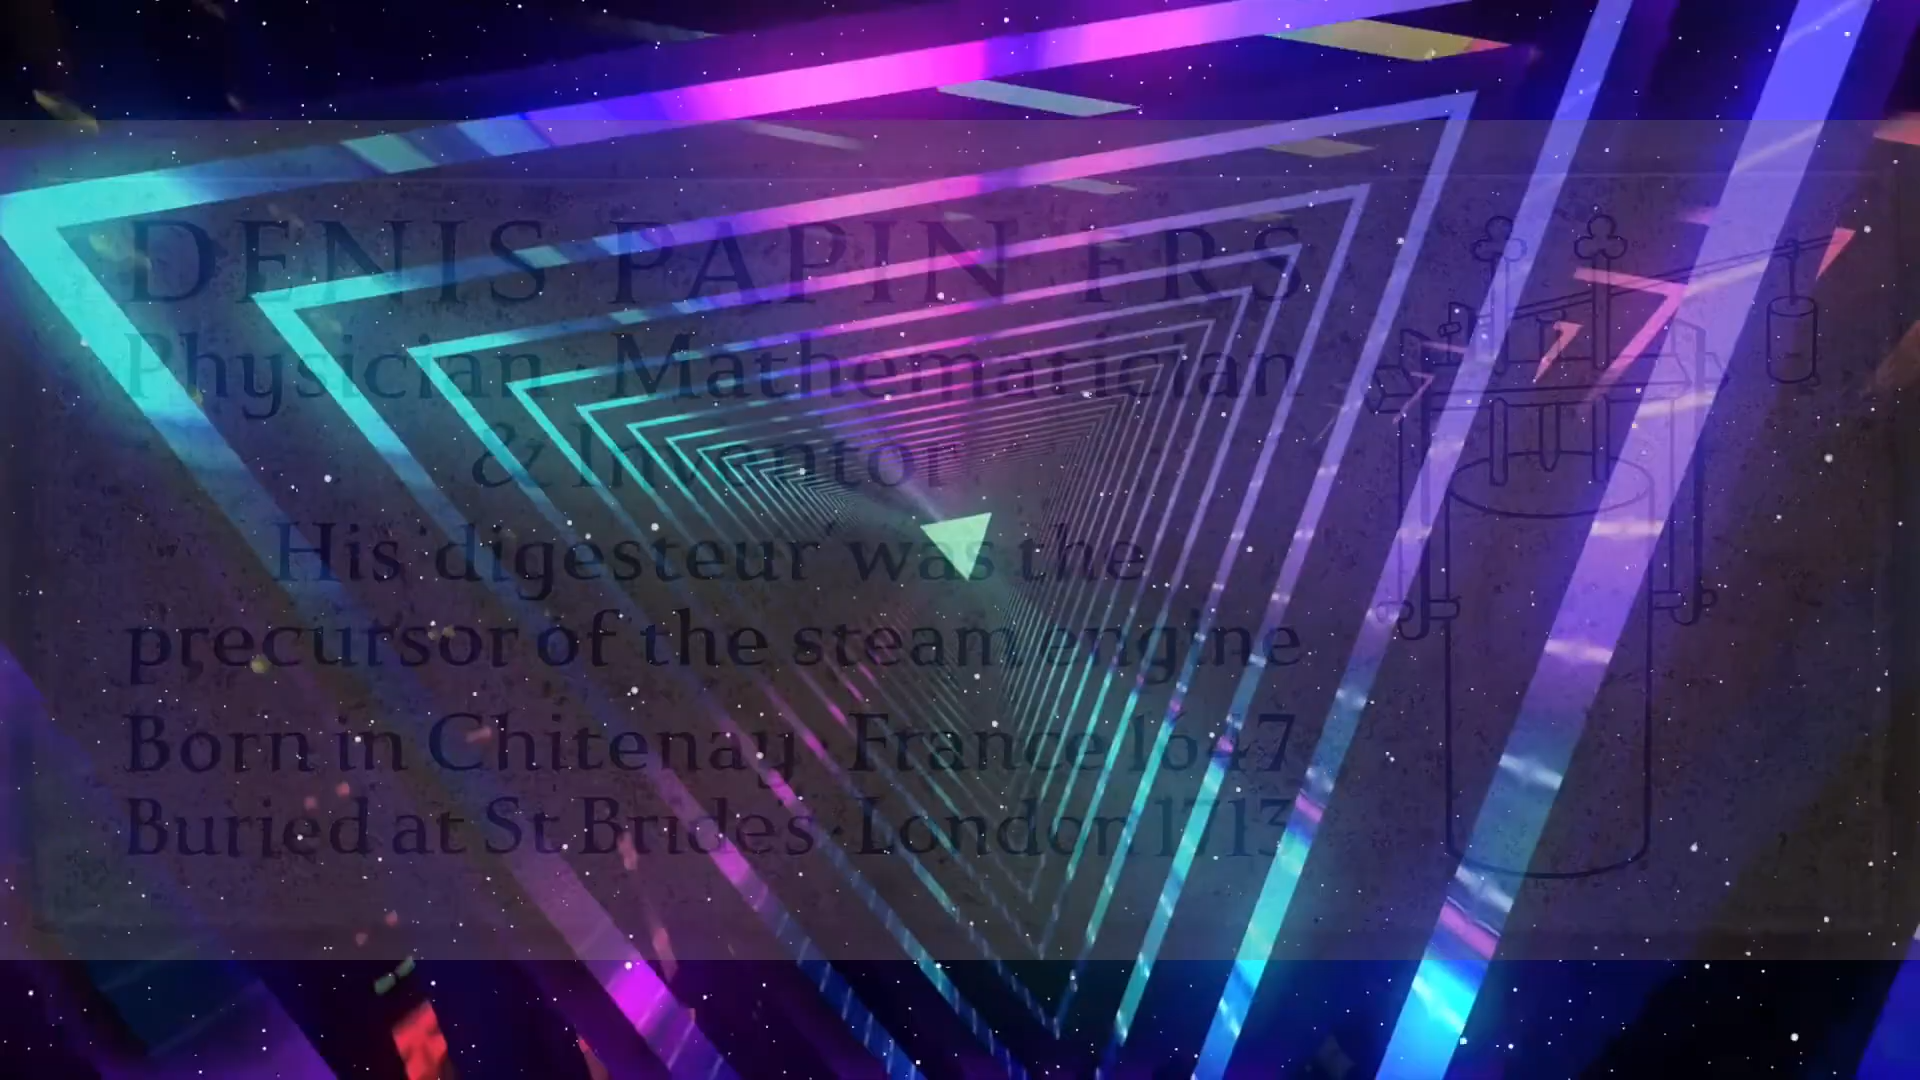 DENIS PAPIN FRS
Physician · Mathematician
& Inventor
His 'digesteur' was the
precursor of the steam engine
Born in Chitenay · France 1647
Buried at St Bride's · London 1713